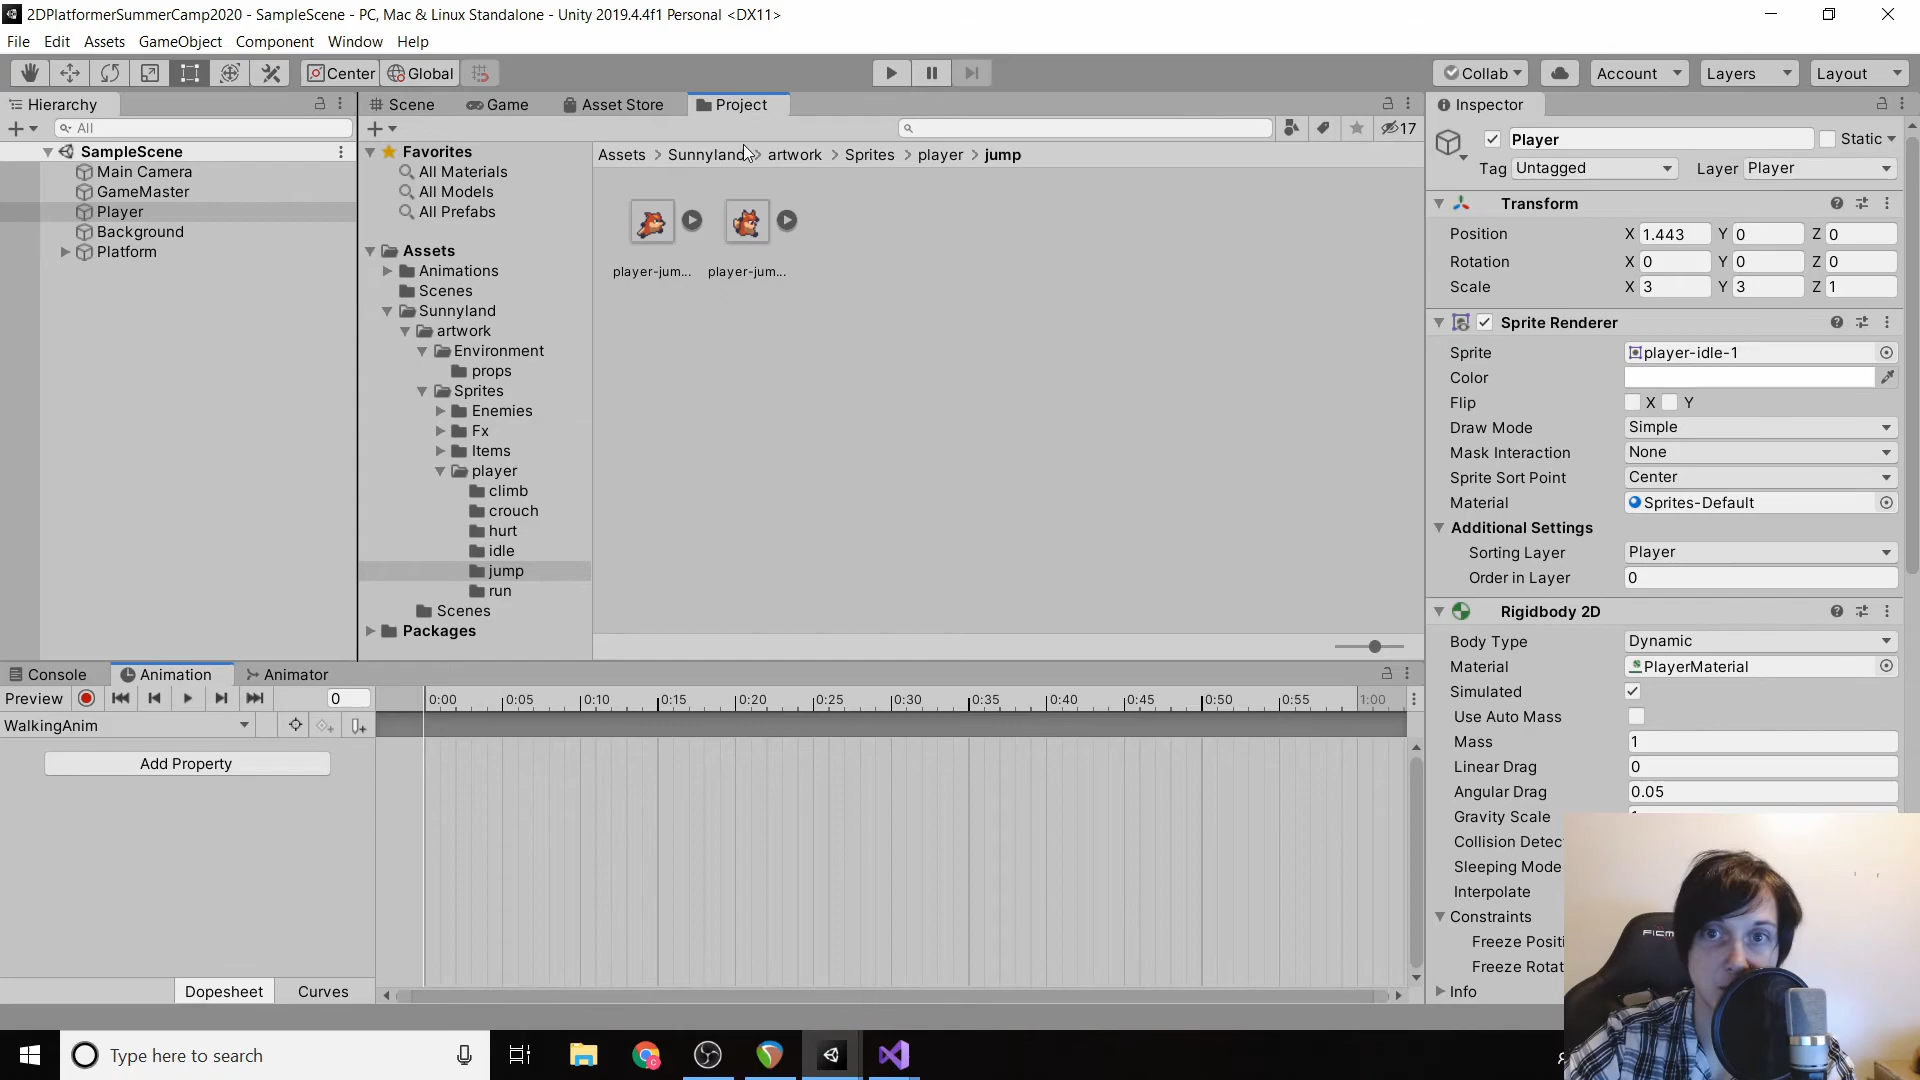 2DPlatformerSummerCamp2020 - SampleScene - PC, Mac & Linux Standalone - Unity 2019.4.4f1 Personal <DX11>
File Edit Assets GameObject Component Window Help
Center Global Collab Account Layers Layout
Hierarchy
All
SampleScene
Main Camera
GameMaster
Player
Background
Platform
Scene Game Asset Store Project
17
Favorites
All Materials
All Models
All Prefabs
Assets
Animations
Scenes
Sunnyland
artwork
Environment
props
Sprites
Enemies
Fx
Items
player
climb
crouch
hurt
idle
jump
run
Scenes
Packages
Assets > Sunnyland > artwork > Sprites > player > jump
player-jum... player-jum...
Inspector
Player Static
Tag Untagged Layer Player
Transform
Position X 1.443 Y 0 Z 0
Rotation X 0 Y 0 Z 0
Scale X 3 Y 3 Z 1
Sprite Renderer
Sprite player-idle-1
Color
Flip X Y
Draw Mode Simple
Mask Interaction None
Sprite Sort Point Center
Material Sprites-Default
Additional Settings
Sorting Layer Player
Order in Layer 0
Rigidbody 2D
Body Type Dynamic
Material PlayerMaterial
Simulated
Use Auto Mass
Mass 1
Linear Drag 0
Angular Drag 0.05
Gravity Scale
Collision Detec
Sleeping Mode
Interpolate
Constraints
Freeze Positi
Freeze Rotat
Info
Console Animation Animator
Preview 0
0:00 0:05 0:10 0:15 0:20 0:25 0:30 0:35 0:40 0:45 0:50 0:55 1:00
WalkingAnim
Add Property
Dopesheet Curves
Type here to search